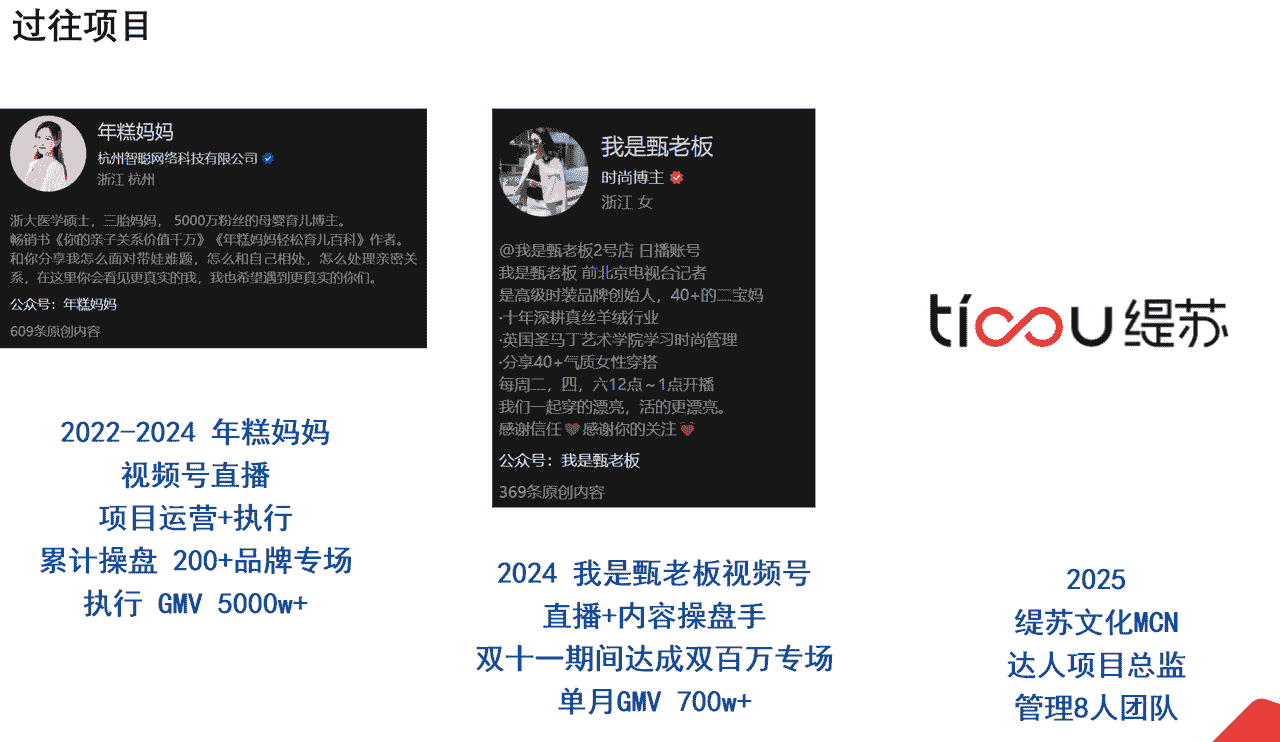 过往项目
年糕妈妈
杭州智聪网络科技有限公司
浙江 杭州
浙大医学硕士，三胎妈妈， 5000万粉丝的母婴育儿博主。
畅销书《你的亲子关系价值千万》《年糕妈妈轻松育儿百科》作者。
和你分享我怎么面对带娃难题，怎么和自己相处，怎么处理亲密关
系，在这里你会看见更真实的我，我也希望遇到更真实的你们。
公众号：年糕妈妈
609条原创内容
2022-2024 年糕妈妈
视频号直播
项目运营+执行
累计操盘 200+品牌专场
执行 GMV 5000w+
我是甄老板
时尚博主
浙江 女
@我是甄老板2号店 日播账号
我是甄老板 前北京电视台记者
是高级时装品牌创始人，40+的二宝妈
·十年深耕真丝羊绒行业
·英国圣马丁艺术学院学习时尚管理
·分享40+气质女性穿搭
每周二，四，六12点～1点开播
我们一起穿的漂亮，活的更漂亮。
感谢信任❤感谢你的关注❤
公众号：我是甄老板
369条原创内容
2024 我是甄老板视频号
直播+内容操盘手
双十一期间达成双百万专场
单月GMV 700w+
tisou 缇苏
2025
缇苏文化MCN
达人项目总监
管理8人团队